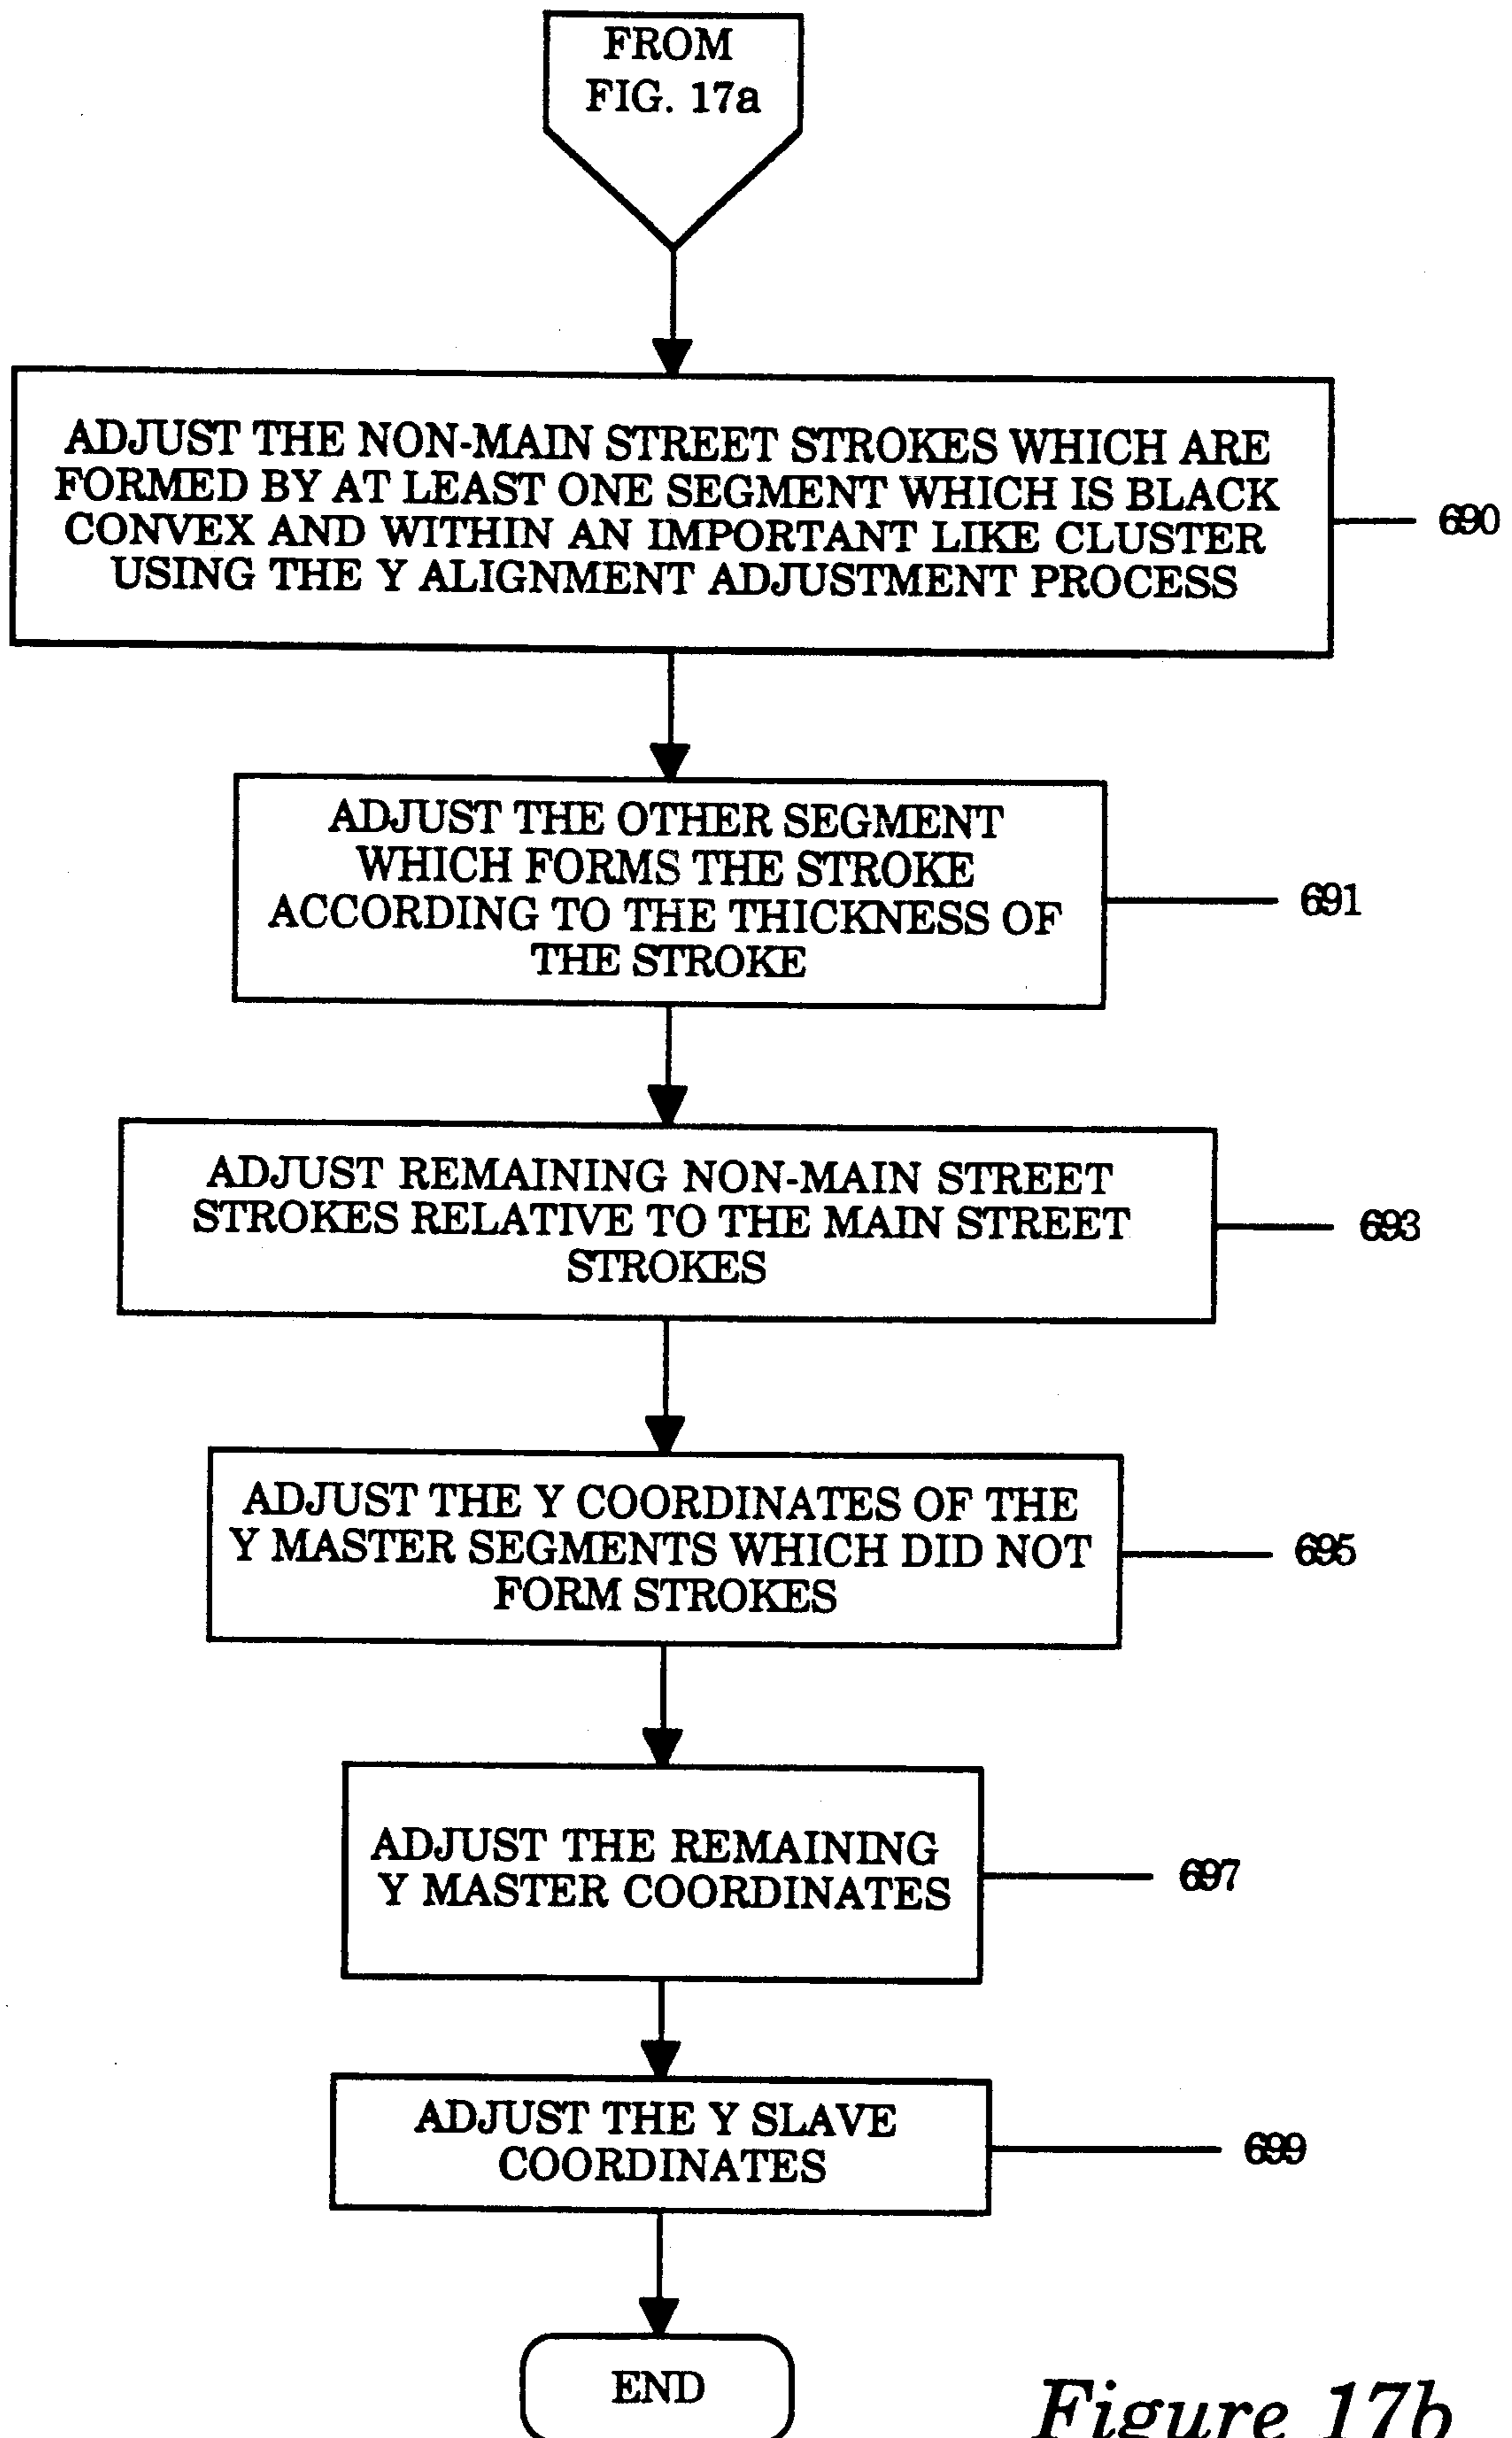 FROM
FIG. 17a
ADJUST THE NON-MAIN STREET STROKES WHICH ARE
FORMED BY AT LEAST ONE SEGMENT WHICH IS BLACK
CONVEX AND WITHIN AN IMPORTANT LIKE CLUSTER
USING THE Y ALIGNMENT ADJUSTMENT PROCESS
690
ADJUST THE OTHER SEGMENT
WHICH FORMS THE STROKE
ACCORDING TO THE THICKNESS OF
THE STROKE
691
ADJUST REMAINING NON-MAIN STREET
STROKES RELATIVE TO THE MAIN STREET
STROKES
693
ADJUST THE Y COORDINATES OF THE
Y MASTER SEGMENTS WHICH DID NOT
FORM STROKES
695
ADJUST THE REMAINING
Y MASTER COORDINATES
697
ADJUST THE Y SLAVE
COORDINATES
699
END
Figure 17b